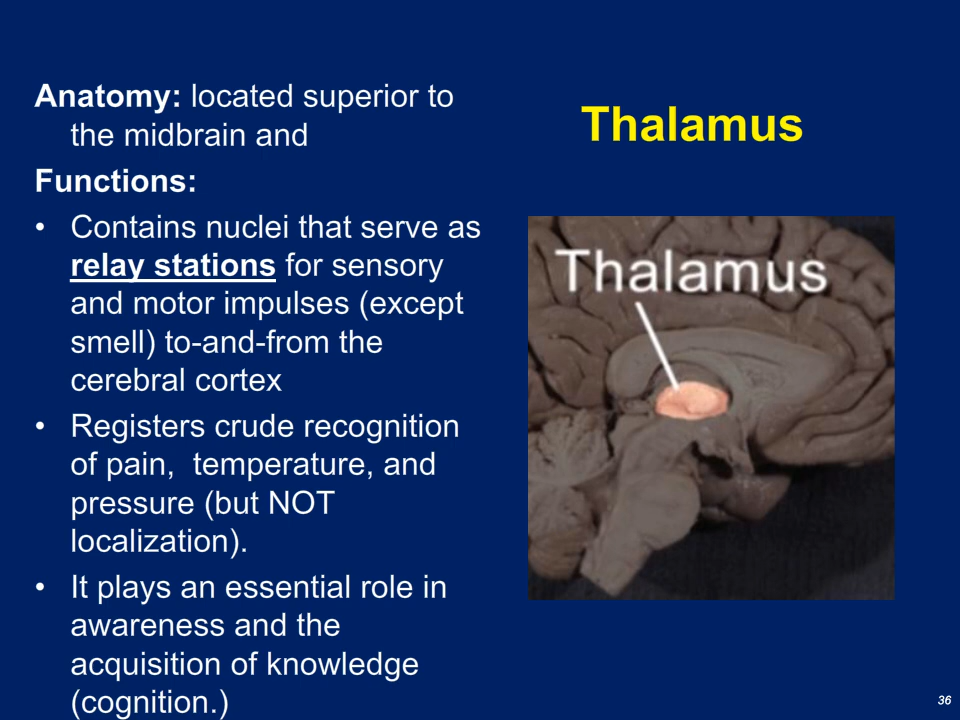 Thalamus
Anatomy: located superior to
the midbrain and
Functions:
• Contains nuclei that serve as
relay stations for sensory
and motor impulses (except
smell) to-and-from the
cerebral cortex
• Registers crude recognition
of pain,  temperature, and
pressure (but NOT
localization).
• It plays an essential role in
awareness and the
acquisition of knowledge
(cognition.)
Thalamus
36